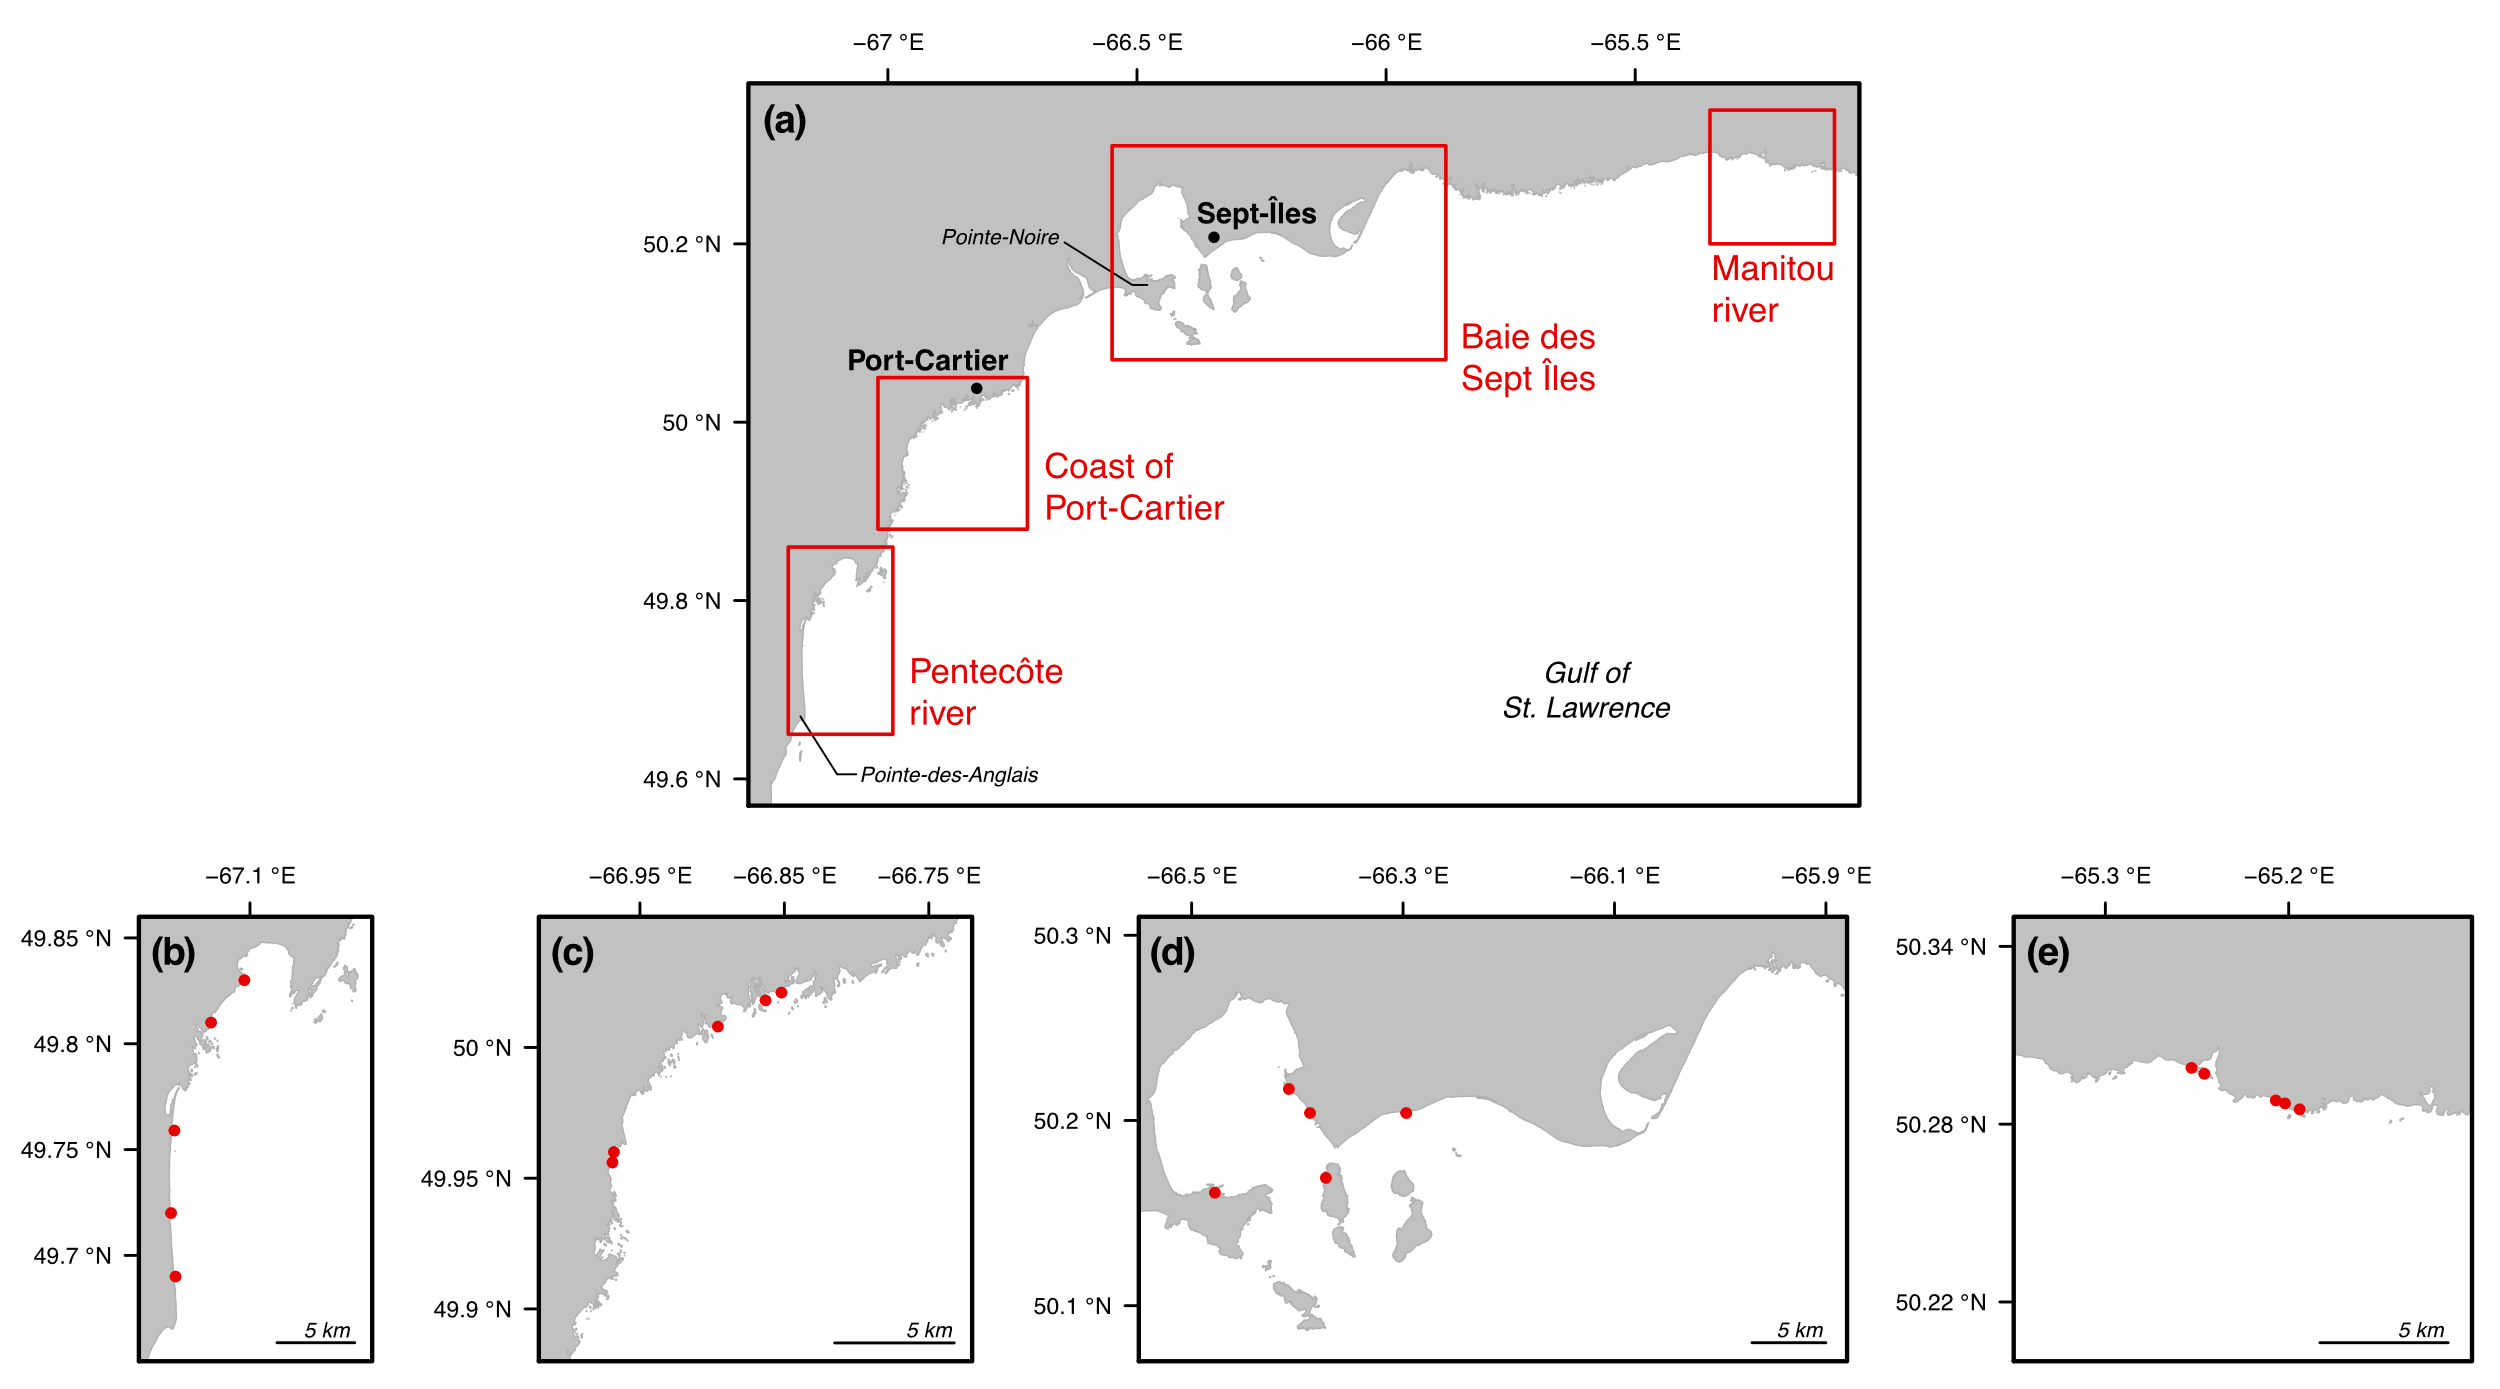 −67 °E −66.5 °E −66 °E −65.5 °E
(a)
50.2 °N
50 °N
49.8 °N
49.6 °N
Sept-Îles
Pointe-Noire
Manitou
river
Baie des
Sept Îles
Port-Cartier
Coast of
Port-Cartier
Pentecôte
river
Gulf of
St. Lawrence
Pointe-des-Anglais
−67.1 °E
(b)
49.85 °N
49.8 °N
49.75 °N
49.7 °N
5 km
−66.95 °E −66.85 °E −66.75 °E
(c)
50 °N
49.95 °N
49.9 °N
5 km
−66.5 °E −66.3 °E −66.1 °E −65.9 °E
(d)
50.3 °N
50.2 °N
50.1 °N
5 km
−65.3 °E −65.2 °E
(e)
50.34 °N
50.28 °N
50.22 °N
5 km